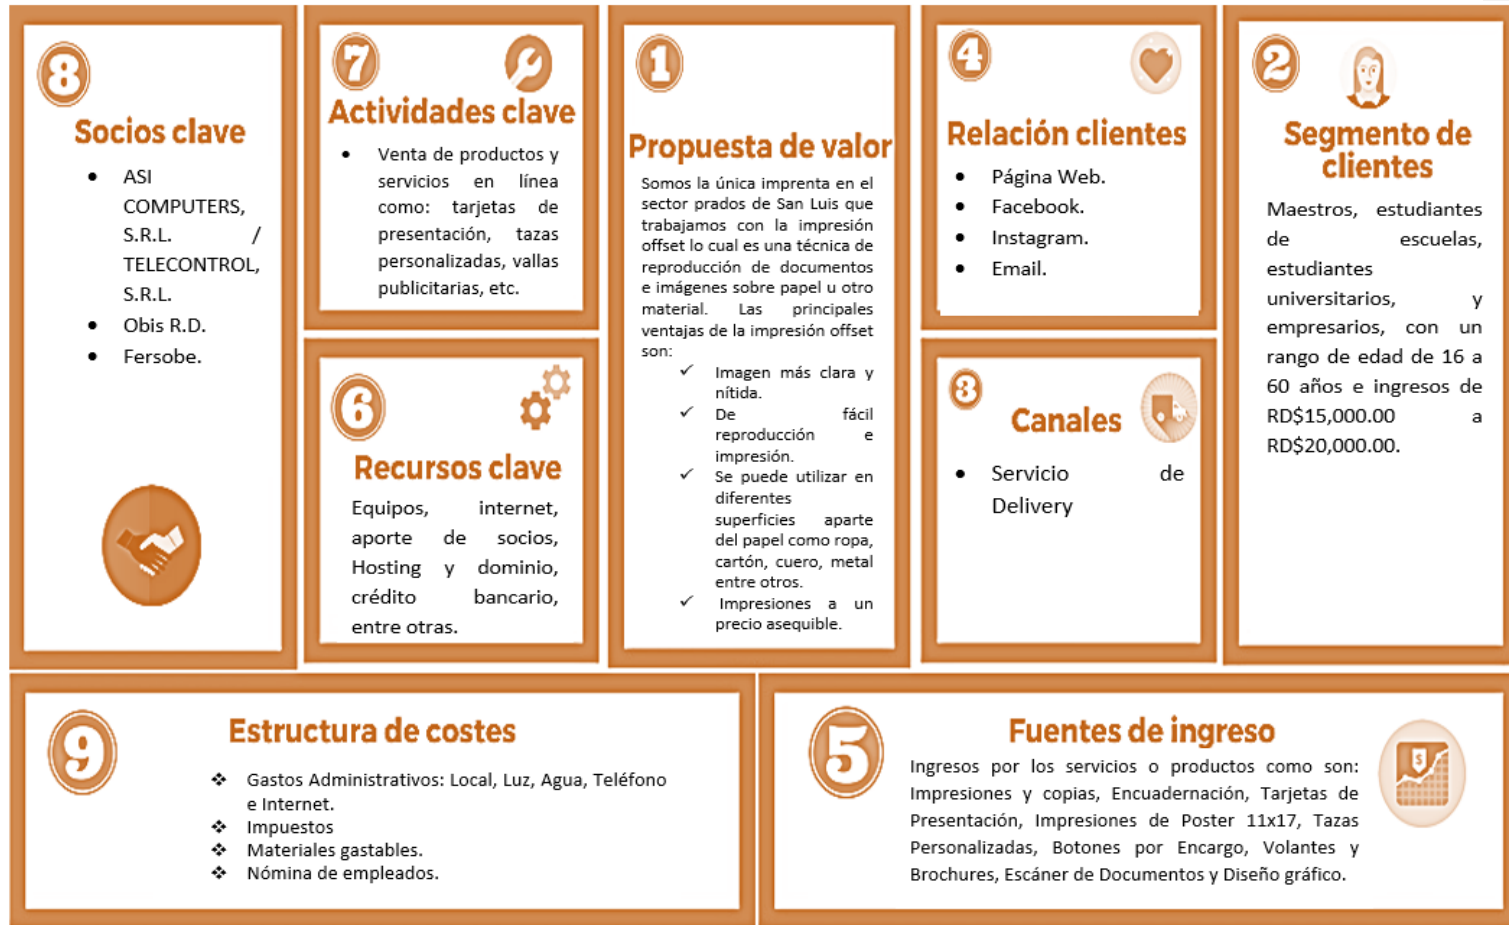 8
Socios clave
• ASI
COMPUTERS,
S.R.L. /
TELECONTROL,
S.R.L.
• Obis R.D.
• Fersobe.
7
Actividades clave
• Venta de productos y
servicios en línea
como: tarjetas de
presentación, tazas
personalizadas, vallas
publicitarias, etc.
6
Recursos clave
Equipos, internet,
aporte de socios,
Hosting y dominio,
crédito bancario,
entre otras.
1
Propuesta de valor
Somos la única imprenta en el
sector prados de San Luis que
trabajamos con la impresión
offset lo cual es una técnica de
reproducción de documentos
e imágenes sobre papel u otro
material. Las principales
ventajas de la impresión offset
son:
✓ Imagen más clara y
nítida.
✓ De fácil
reproducción e
impresión.
✓ Se puede utilizar en
diferentes
superficies aparte
del papel como ropa,
cartón, cuero, metal
entre otros.
✓ Impresiones a un
precio asequible.
4
Relación clientes
• Página Web.
• Facebook.
• Instagram.
• Email.
3
Canales
• Servicio de
Delivery
2
Segmento de
clientes
Maestros, estudiantes
de escuelas,
estudiantes
universitarios, y
empresarios, con un
rango de edad de 16 a
60 años e ingresos de
RD$15,000.00 a
RD$20,000.00.
9
Estructura de costes
❖ Gastos Administrativos: Local, Luz, Agua, Teléfono
e Internet.
❖ Impuestos
❖ Materiales gastables.
❖ Nómina de empleados.
5
Fuentes de ingreso
Ingresos por los servicios o productos como son:
Impresiones y copias, Encuadernación, Tarjetas de
Presentación, Impresiones de Poster 11x17, Tazas
Personalizadas, Botones por Encargo, Volantes y
Brochures, Escáner de Documentos y Diseño gráfico.
$